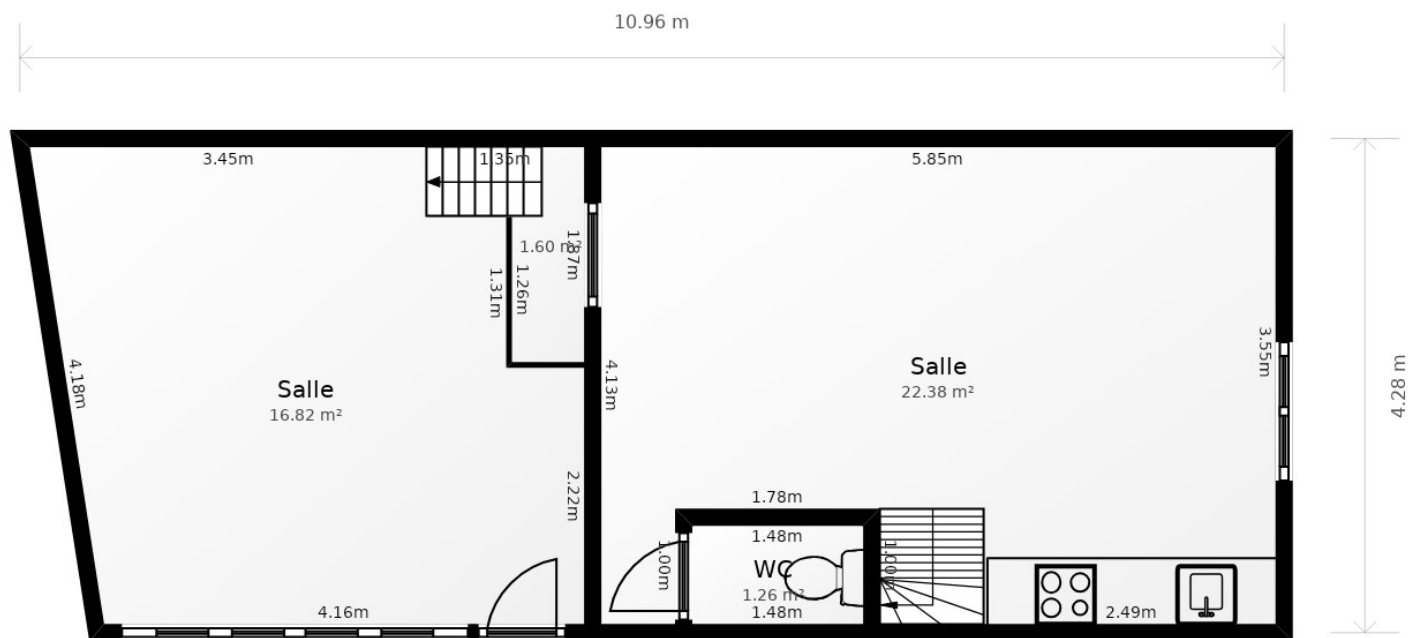 10.96 m
3.45m
1.35m
5.85m
1.60 m²
1.87m
1.31m
1.26m
3.55m
4.28 m
4.18m
Salle
16.82 m²
4.13m
Salle
22.38 m²
2.22m
1.78m
1.48m
1.00m
WC
1.26 m²
1.48m
1.00m
4.16m
2.49m